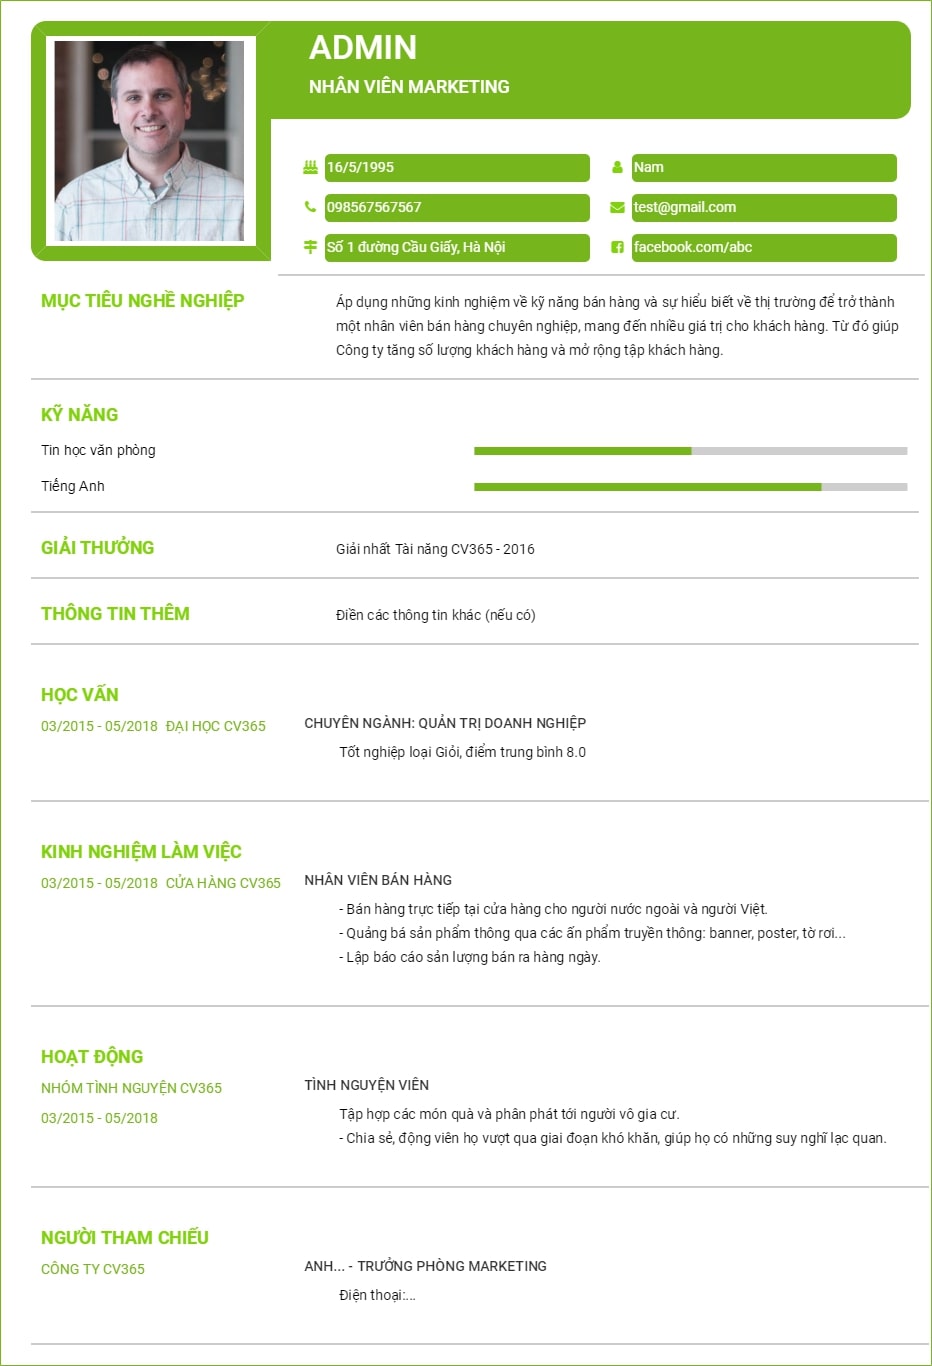 ADMIN
NHÂN VIÊN MARKETING
16/5/1995
Nam
098567567567
test@gmail.com
Số 1 đường Cầu Giấy, Hà Nội
facebook.com/abc
MỤC TIÊU NGHỀ NGHIỆP
Áp dụng những kinh nghiệm về kỹ năng bán hàng và sự hiểu biết về thị trường để trở thành
một nhân viên bán hàng chuyên nghiệp, mang đến nhiều giá trị cho khách hàng. Từ đó giúp
Công ty tăng số lượng khách hàng và mở rộng tập khách hàng.
KỸ NĂNG
Tin học văn phòng
Tiếng Anh
GIẢI THƯỞNG
Giải nhất Tài năng CV365 - 2016
THÔNG TIN THÊM
Điền các thông tin khác (nếu có)
HỌC VẤN
03/2015 - 05/2018 ĐẠI HỌC CV365
CHUYÊN NGÀNH: QUẢN TRỊ DOANH NGHIỆP
Tốt nghiệp loại Giỏi, điểm trung bình 8.0
KINH NGHIỆM LÀM VIỆC
03/2015 - 05/2018 CỬA HÀNG CV365
NHÂN VIÊN BÁN HÀNG
- Bán hàng trực tiếp tại cửa hàng cho người nước ngoài và người Việt.
- Quảng bá sản phẩm thông qua các ấn phẩm truyền thông: banner, poster, tờ rơi...
- Lập báo cáo sản lượng bán ra hàng ngày.
HOẠT ĐỘNG
NHÓM TÌNH NGUYỆN CV365
03/2015 - 05/2018
TÌNH NGUYỆN VIÊN
Tập hợp các món quà và phân phát tới người vô gia cư.
- Chia sẻ, động viên họ vượt qua giai đoạn khó khăn, giúp họ có những suy nghĩ lạc quan.
NGƯỜI THAM CHIẾU
CÔNG TY CV365
ANH... - TRƯỞNG PHÒNG MARKETING
Điện thoại:...